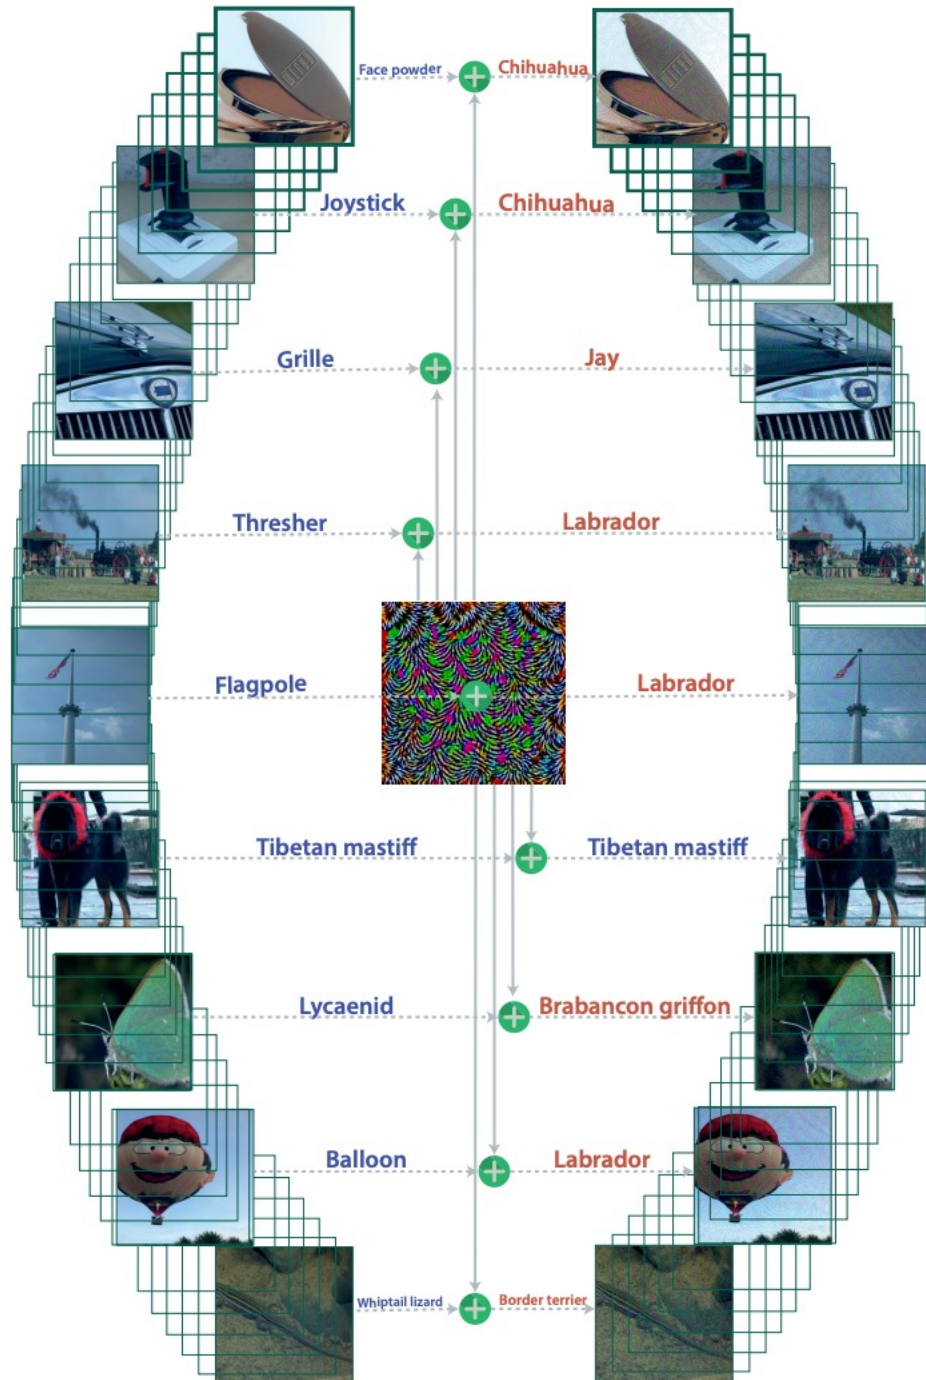 Face powder Chihuahua
Joystick Chihuahua
Grille Jay
Thresher Labrador
Flagpole Labrador
Tibetan mastiff Tibetan mastiff
Lycaenid Brabancon griffon
Balloon Labrador
Whiptail lizard Border terrier